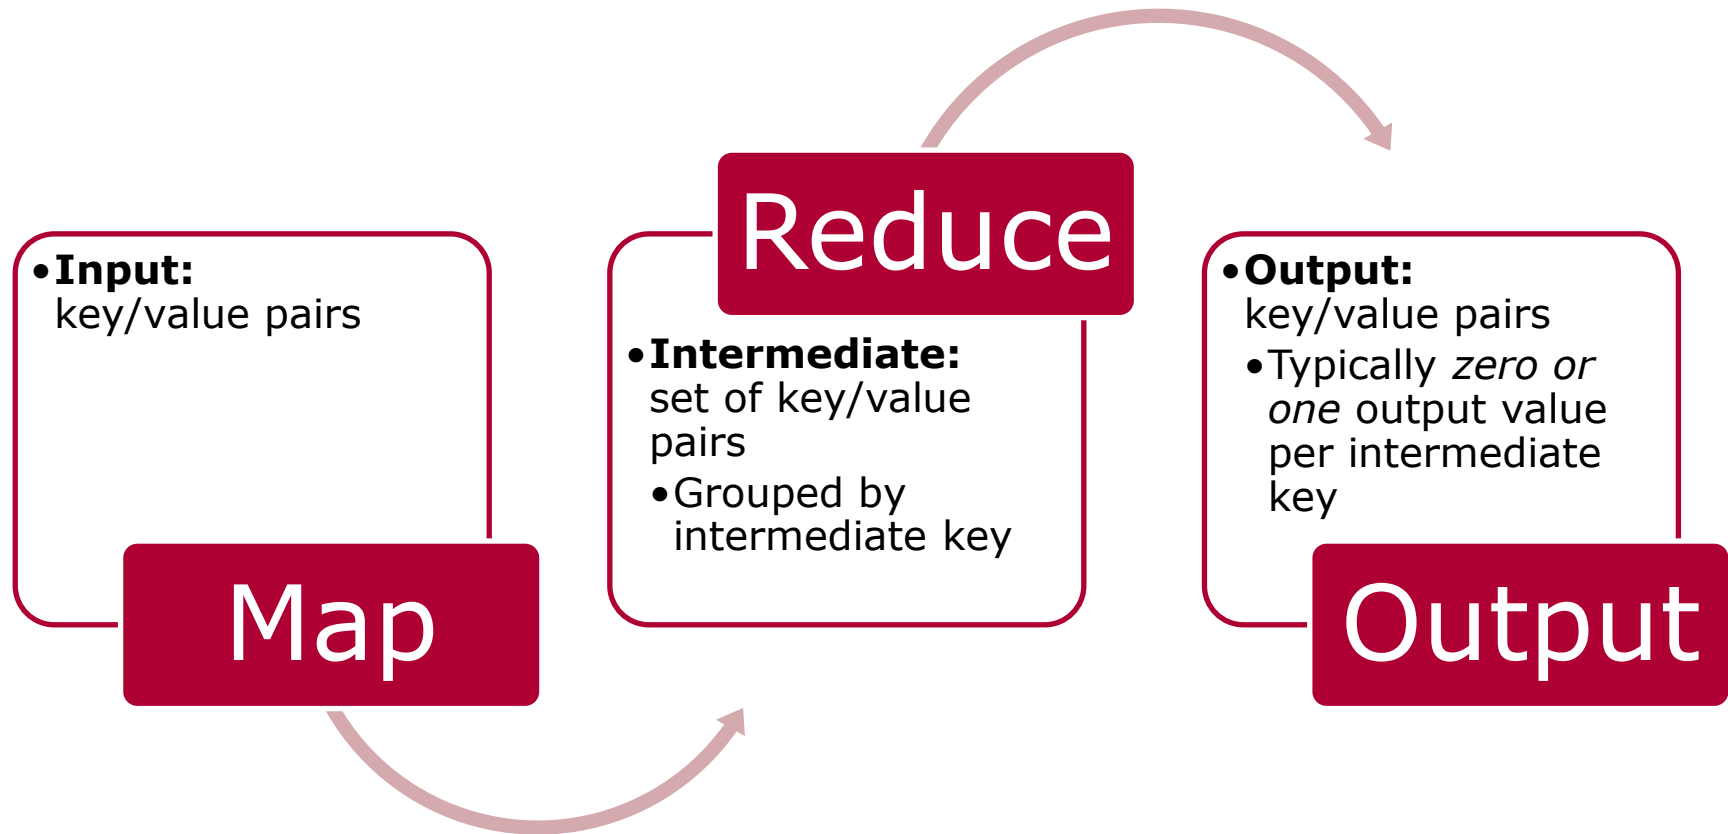 •Input:
key/value pairs
Map
Reduce
•Intermediate:
set of key/value
pairs
•Grouped by
intermediate key
•Output:
key/value pairs
•Typically zero or
one output value
per intermediate
key
Output